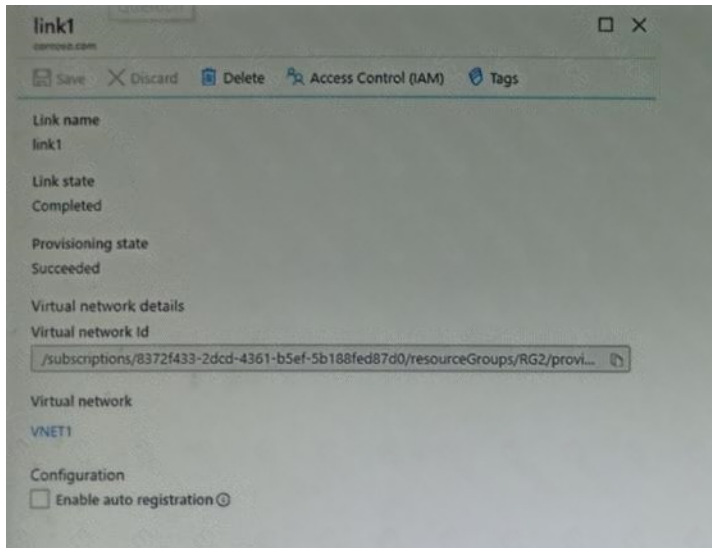 link1
Save Discard Delete Access Control (IAM) Tags
Link name
link1
Link state
Completed
Provisioning state
Succeeded
Virtual network details
Virtual network Id
/subscriptions/8372f433-2dcd-4361-b5ef-5b188fed87d0/resourceGroups/RG2/provi...
Virtual network
VNET1
Configuration
Enable auto registration